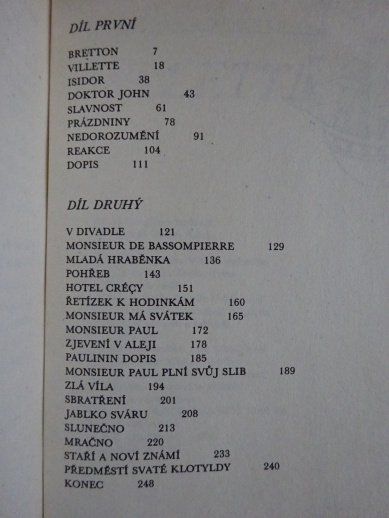 DÍL PRVNÍ
BRETTON 7
VILLETTE 18
ISIDOR 38
DOKTOR JOHN 43
SLAVNOST 61
PRÁZDNINY 78
NEDOROZUMĚNÍ 91
REAKCE 104
DOPIS 111
DÍL DRUHÝ
V DIVADLE 121
MONSIEUR DE BASSOMPIERRE 129
MLADÁ HRABĚNKA 136
POHŘEB 143
HOTEL CRÉÇY 151
ŘETÍZEK K HODINKÁM 160
MONSIEUR MÁ SVÁTEK 165
MONSIEUR PAUL 172
ZJEVENÍ V ALEJI 178
PAULININ DOPIS 185
MONSIEUR PAUL PLNÍ SVŮJ SLIB 189
ZLÁ VÍLA 194
SBRATŘENÍ 201
JABLKO SVÁRU 208
SLUNEČNO 213
MRAČNO 220
STAŘÍ A NOVÍ ZNÁMÍ 233
PŘEDMĚSTÍ SVATÉ KLOTYLDY 240
KONEC 248